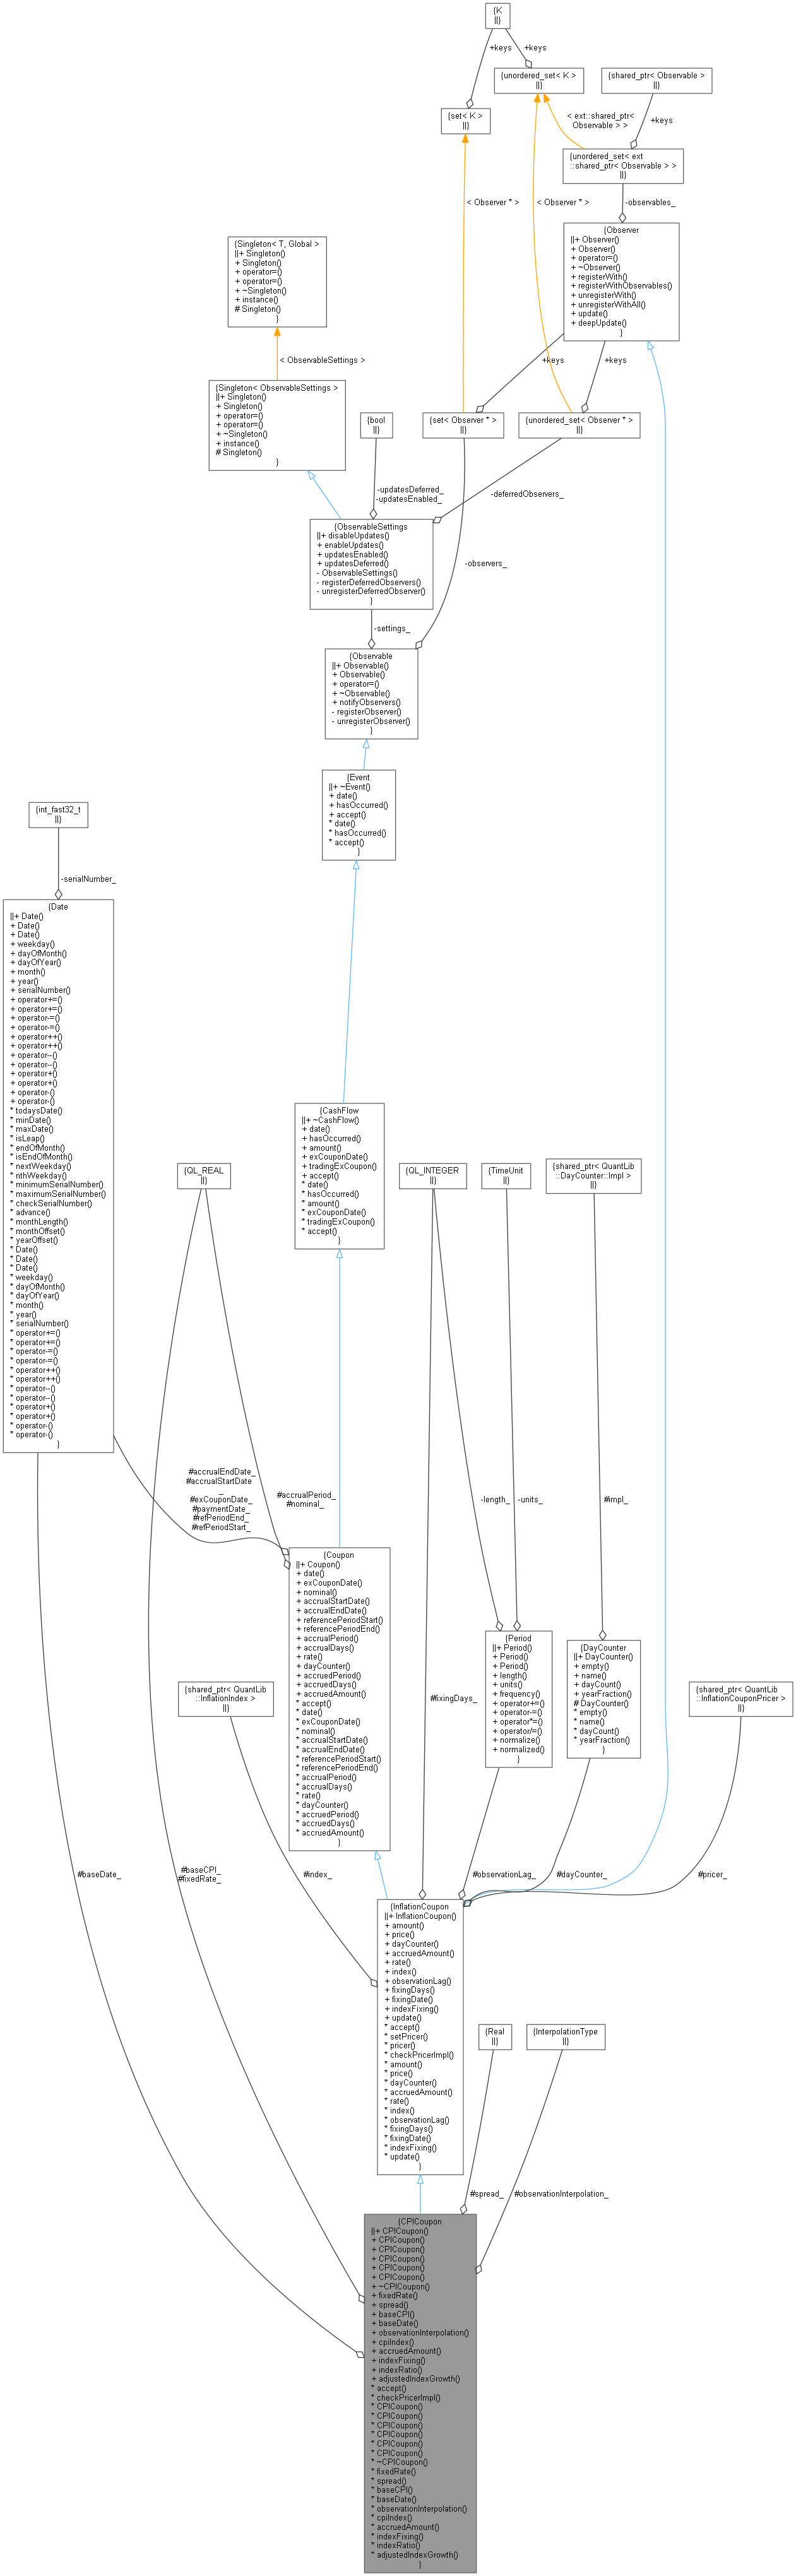 {K
||}
+keys
+keys
{unordered_set< K >
||}
{shared_ptr< Observable >
||}
{set< K >
||}
< ext::shared_ptr<
Observable > >
+keys
{unordered_set< ext
::shared_ptr< Observable > >
||}
< Observer * >
< Observer * >
-observables_
{Observer
||+ Observer()
+ Observer()
+ operator=()
+ ~Observer()
+ registerWith()
+ registerWithObservables()
+ unregisterWith()
+ unregisterWithAll()
+ update()
+ deepUpdate()
}
{Singleton< T, Global >
||+ Singleton()
+ Singleton()
+ operator=()
+ operator=()
+ ~Singleton()
+ instance()
# Singleton()
}
< ObservableSettings >
+keys
+keys
{Singleton< ObservableSettings >
||+ Singleton()
+ Singleton()
+ operator=()
+ operator=()
+ ~Singleton()
+ instance()
# Singleton()
}
{bool
||}
{set< Observer * >
||}
{unordered_set< Observer * >
||}
-updatesDeferred_
-updatesEnabled_
-deferredObservers_
{ObservableSettings
||+ disableUpdates()
+ enableUpdates()
+ updatesEnabled()
+ updatesDeferred()
- ObservableSettings()
- registerDeferredObservers()
- unregisterDeferredObserver()
}
-observers_
-settings_
{Observable
||+ Observable()
+ Observable()
+ operator=()
+ ~Observable()
+ notifyObservers()
- registerObserver()
- unregisterObserver()
}
{Event
||+ ~Event()
+ date()
+ hasOccurred()
+ accept()
* date()
* hasOccurred()
* accept()
}
{int_fast32_t
||}
-serialNumber_
{Date
||+ Date()
+ Date()
+ Date()
+ weekday()
+ dayOfMonth()
+ dayOfYear()
+ month()
+ year()
+ serialNumber()
+ operator+=()
+ operator+=()
+ operator-=()
+ operator-=()
+ operator++()
+ operator++()
+ operator--()
+ operator--()
+ operator+()
+ operator+()
+ operator-()
+ operator-()
* todaysDate()
* minDate()
* maxDate()
* isLeap()
* endOfMonth()
* isEndOfMonth()
* nextWeekday()
* nthWeekday()
* minimumSerialNumber()
* maximumSerialNumber()
* checkSerialNumber()
* advance()
* monthLength()
* monthOffset()
* yearOffset()
* Date()
* Date()
* Date()
* weekday()
* dayOfMonth()
* dayOfYear()
* month()
* year()
* serialNumber()
* operator+=()
* operator+=()
* operator-=()
* operator-=()
* operator++()
* operator++()
* operator--()
* operator--()
* operator+()
* operator+()
* operator-()
* operator-()
}
{CashFlow
||+ ~CashFlow()
+ date()
+ hasOccurred()
+ amount()
+ exCouponDate()
+ tradingExCoupon()
+ accept()
* date()
* hasOccurred()
* amount()
* exCouponDate()
* tradingExCoupon()
* accept()
}
{QL_REAL
||}
{QL_INTEGER
||}
{TimeUnit
||}
{shared_ptr< QuantLib
::DayCounter::Impl >
||}
#accrualEndDate_
#accrualStartDate
_
#exCouponDate_
#paymentDate_
#refPeriodEnd_
#refPeriodStart_
#accrualPeriod_
#nominal_
-length_
-units_
#impl_
{Coupon
||+ Coupon()
+ date()
+ exCouponDate()
+ nominal()
+ accrualStartDate()
+ accrualEndDate()
+ referencePeriodStart()
+ referencePeriodEnd()
+ accrualPeriod()
+ accrualDays()
+ rate()
+ dayCounter()
+ accruedPeriod()
+ accruedDays()
+ accruedAmount()
* accept()
* date()
* exCouponDate()
* nominal()
* accrualStartDate()
* accrualEndDate()
* referencePeriodStart()
* referencePeriodEnd()
* accrualPeriod()
* accrualDays()
* rate()
* dayCounter()
* accruedPeriod()
* accruedDays()
* accruedAmount()
}
{Period
||+ Period()
+ Period()
+ Period()
+ length()
+ units()
+ frequency()
+ operator+=()
+ operator-=()
+ operator*=()
+ operator/=()
+ normalize()
+ normalized()
}
{DayCounter
||+ DayCounter()
+ empty()
+ name()
+ dayCount()
+ yearFraction()
# DayCounter()
* empty()
* name()
* dayCount()
* yearFraction()
}
{shared_ptr< QuantLib
::InflationIndex >
||}
#fixingDays_
{shared_ptr< QuantLib
::InflationCouponPricer >
||}
#baseDate_
#baseCPI_
#fixedRate_
#index_
#observationLag_
#dayCounter_
#pricer_
{InflationCoupon
||+ InflationCoupon()
+ amount()
+ price()
+ dayCounter()
+ accruedAmount()
+ rate()
+ index()
+ observationLag()
+ fixingDays()
+ fixingDate()
+ indexFixing()
+ update()
* accept()
* setPricer()
* pricer()
* checkPricerImpl()
* amount()
* price()
* dayCounter()
* accruedAmount()
* rate()
* index()
* observationLag()
* fixingDays()
* fixingDate()
* indexFixing()
* update()
}
{Real
||}
{InterpolationType
||}
#spread_
#observationInterpolation_
{CPICoupon
||+ CPICoupon()
+ CPICoupon()
+ CPICoupon()
+ CPICoupon()
+ CPICoupon()
+ CPICoupon()
+ ~CPICoupon()
+ fixedRate()
+ spread()
+ baseCPI()
+ baseDate()
+ observationInterpolation()
+ cpiIndex()
+ accruedAmount()
+ indexFixing()
+ indexRatio()
+ adjustedIndexGrowth()
* accept()
* checkPricerImpl()
* CPICoupon()
* CPICoupon()
* CPICoupon()
* CPICoupon()
* CPICoupon()
* CPICoupon()
* ~CPICoupon()
* fixedRate()
* spread()
* baseCPI()
* baseDate()
* observationInterpolation()
* cpiIndex()
* accruedAmount()
* indexFixing()
* indexRatio()
* adjustedIndexGrowth()
}